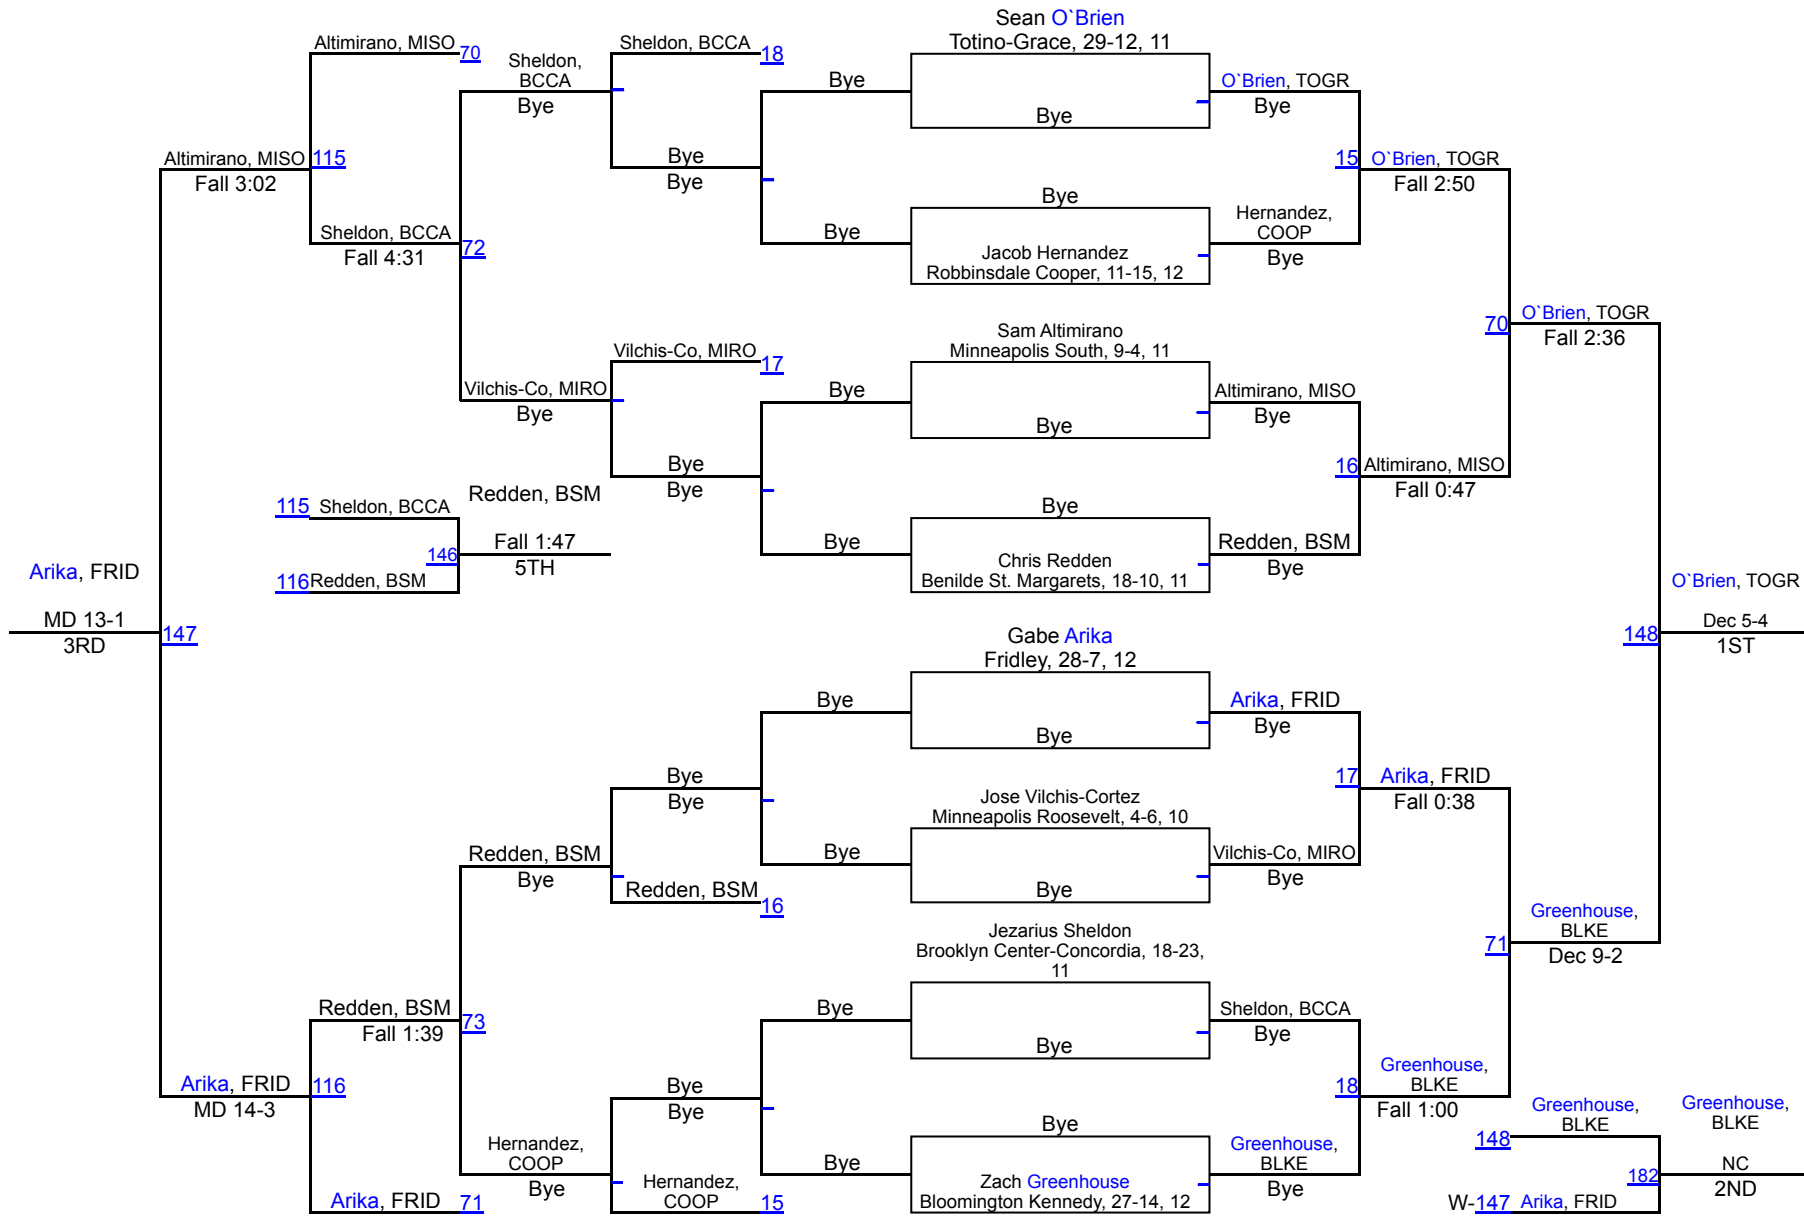 Sean O`Brien
Totino-Grace, 29-12, 11
Altimirano, MISO
70
Sheldon,
BCCA
Bye
Sheldon, BCCA
18
Bye
Bye
O`Brien, TOGR
Bye
Altimirano, MISO
Fall 3:02
115
Bye
Bye
15
O`Brien, TOGR
Fall 2:50
Sheldon, BCCA
Fall 4:31
72
Bye
Bye
Jacob Hernandez
Robbinsdale Cooper, 11-15, 12
Hernandez,
COOP
Bye
70
O`Brien, TOGR
Fall 2:36
Sam Altimirano
Minneapolis South, 9-4, 11
Vilchis-Co, MIRO
17
Vilchis-Co, MIRO
Bye
Bye
Bye
Altimirano, MISO
Bye
Bye
Bye
16
Altimirano, MISO
Fall 0:47
115
Sheldon, BCCA
Redden, BSM
146
Fall 1:47
5TH
116
Redden, BSM
Bye
Bye
Chris Redden
Benilde St. Margarets, 18-10, 11
Redden, BSM
Bye
Arika, FRID
MD 13-1
3RD
147
O`Brien, TOGR
148
Dec 5-4
1ST
Gabe Arika
Fridley, 28-7, 12
Bye
Bye
Arika, FRID
Bye
Bye
Bye
17
Arika, FRID
Fall 0:38
Jose Vilchis-Cortez
Minneapolis Roosevelt, 4-6, 10
Redden, BSM
Bye
Bye
Bye
Vilchis-Co, MIRO
Bye
Redden, BSM
16
71
Greenhouse,
BLKE
Dec 9-2
Jezarius Sheldon
Brooklyn Center-Concordia, 18-23,
11
Redden, BSM
Fall 1:39
73
Bye
Bye
Sheldon, BCCA
Bye
Arika, FRID
MD 14-3
116
Bye
Bye
18
Greenhouse,
BLKE
Fall 1:00
Hernandez,
COOP
Bye
Bye
Bye
Zach Greenhouse
Bloomington Kennedy, 27-14, 12
Greenhouse,
BLKE
Bye
Arika, FRID
71
Hernandez,
COOP
15
148
Greenhouse,
BLKE
Greenhouse,
BLKE
182
NC
2ND
W-147
Arika, FRID